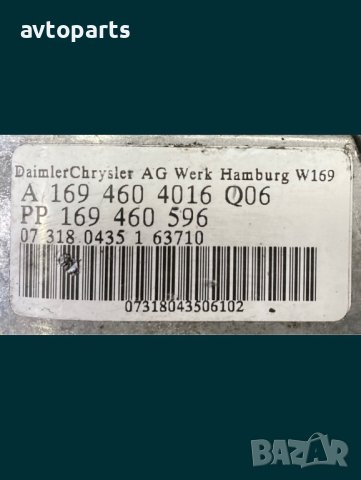 avtoparts
DaimlerChrysler AG Werk Hamburg W169
A 169 460 4016 Q06
PP 169 460 596
07 318 0435 1 63710
07318043506102
BAZAR